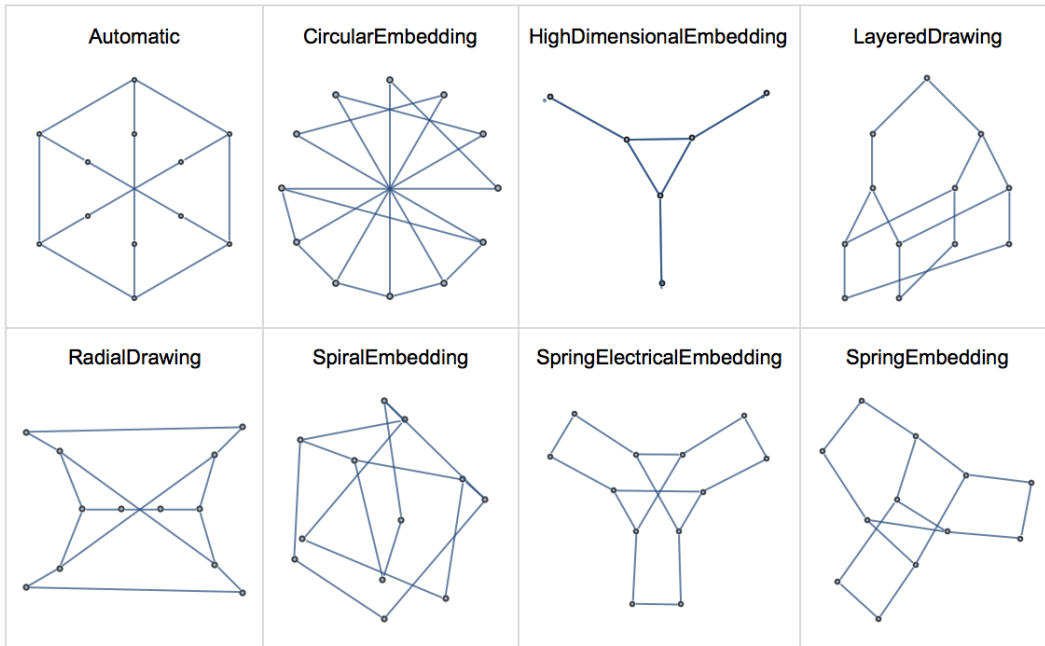 Automatic
CircularEmbedding
HighDimensionalEmbedding
LayeredDrawing
RadialDrawing
SpiralEmbedding
SpringElectricalEmbedding
SpringEmbedding